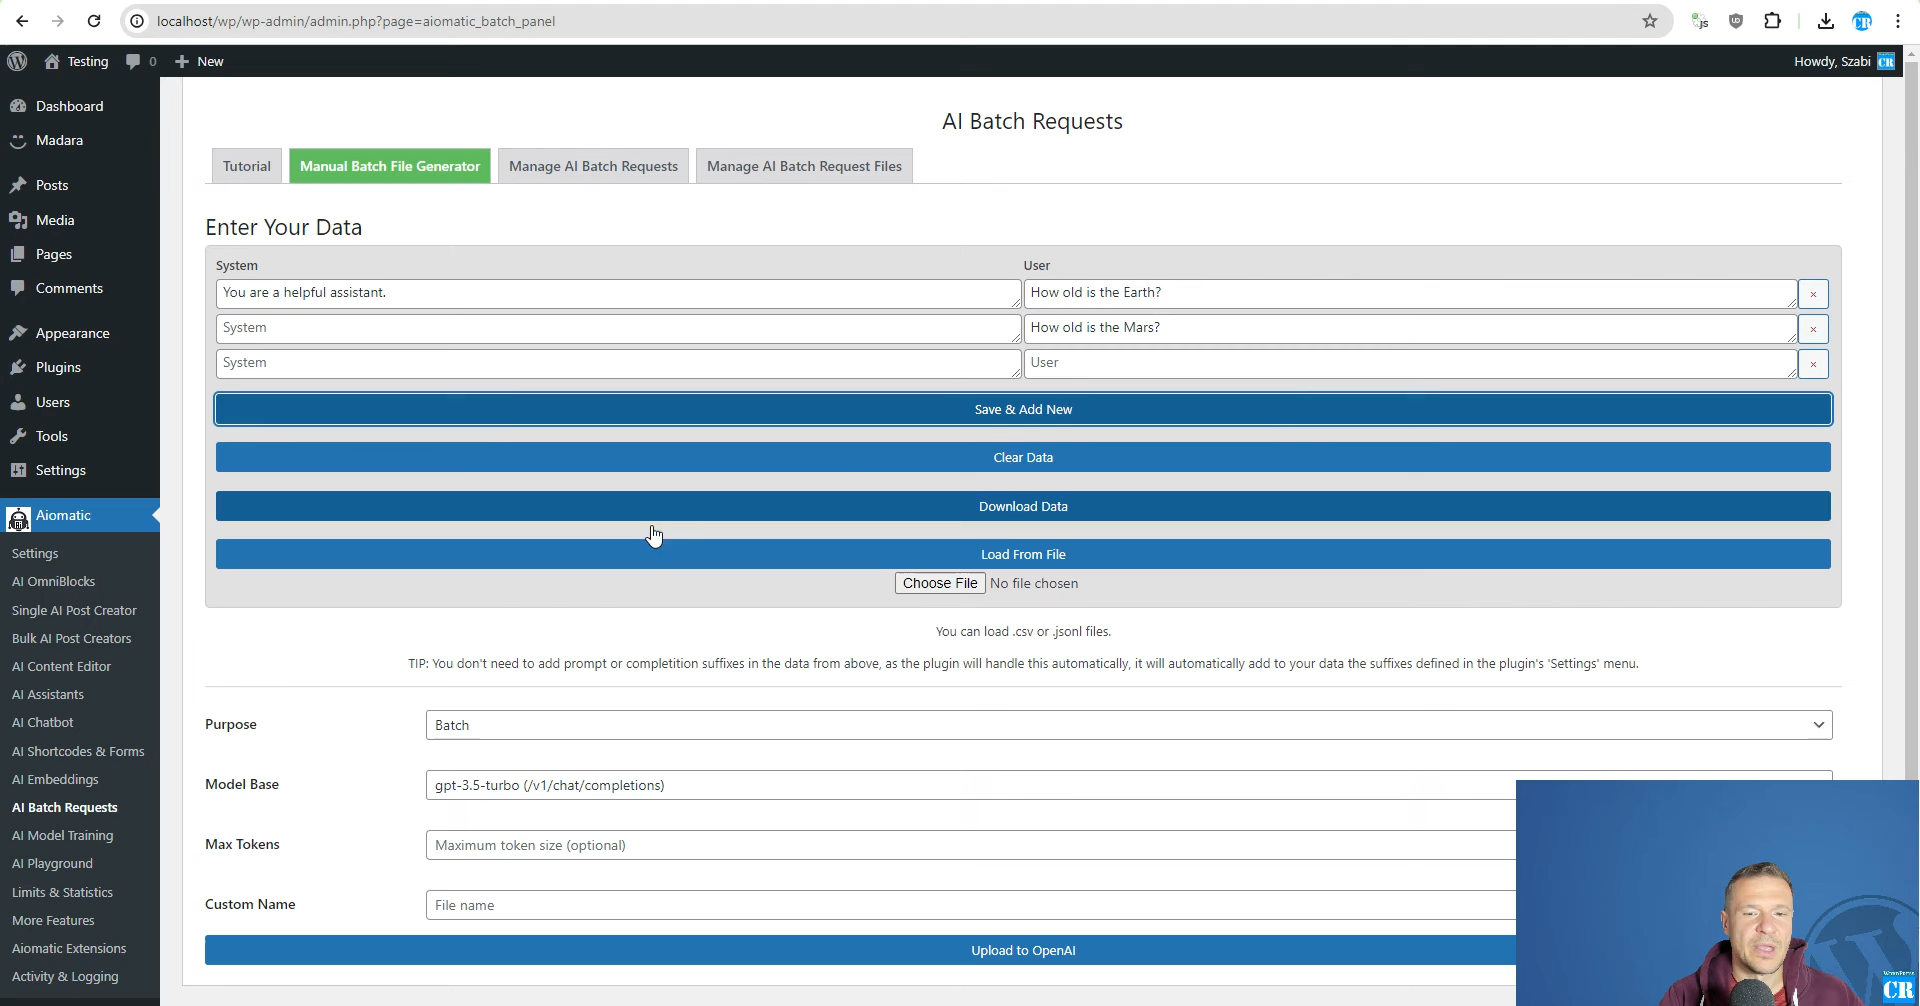 localhost/wp/wp-admin/admin.php?page=aiomatic_batch_panel
Testing
0
New
Howdy, Szabi
CR
Dashboard
Madara
Posts
Media
Pages
Comments
Appearance
Plugins
Users
Tools
Settings
Aiomatic
Settings
AI OmniBlocks
Single AI Post Creator
Bulk AI Post Creators
AI Content Editor
AI Assistants
AI Chatbot
AI Shortcodes & Forms
AI Embeddings
AI Batch Requests
AI Model Training
AI Playground
Limits & Statistics
More Features
Aiomatic Extensions
Activity & Logging
AI Batch Requests
Tutorial
Manual Batch File Generator
Manage AI Batch Requests
Manage AI Batch Request Files
Enter Your Data
System User
You are a helpful assistant. How old is the Earth? ×
System How old is the Mars? ×
System User ×
Save & Add New
Clear Data
Download Data
Load From File
Choose File No file chosen
You can load .csv or .jsonl files.
TIP: You don't need to add prompt or completition suffixes in the data from above, as the plugin will handle this automatically, it will automatically add to your data the suffixes defined in the plugin's 'Settings' menu.
Purpose Batch
Model Base gpt-3.5-turbo (/v1/chat/completions)
Max Tokens Maximum token size (optional)
Custom Name File name
Upload to OpenAI
WORDPRESS
CR